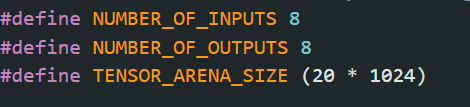 #define NUMBER_OF_INPUTS 8
#define NUMBER_OF_OUTPUTS 8
#define TENSOR_ARENA_SIZE (20 * 1024)